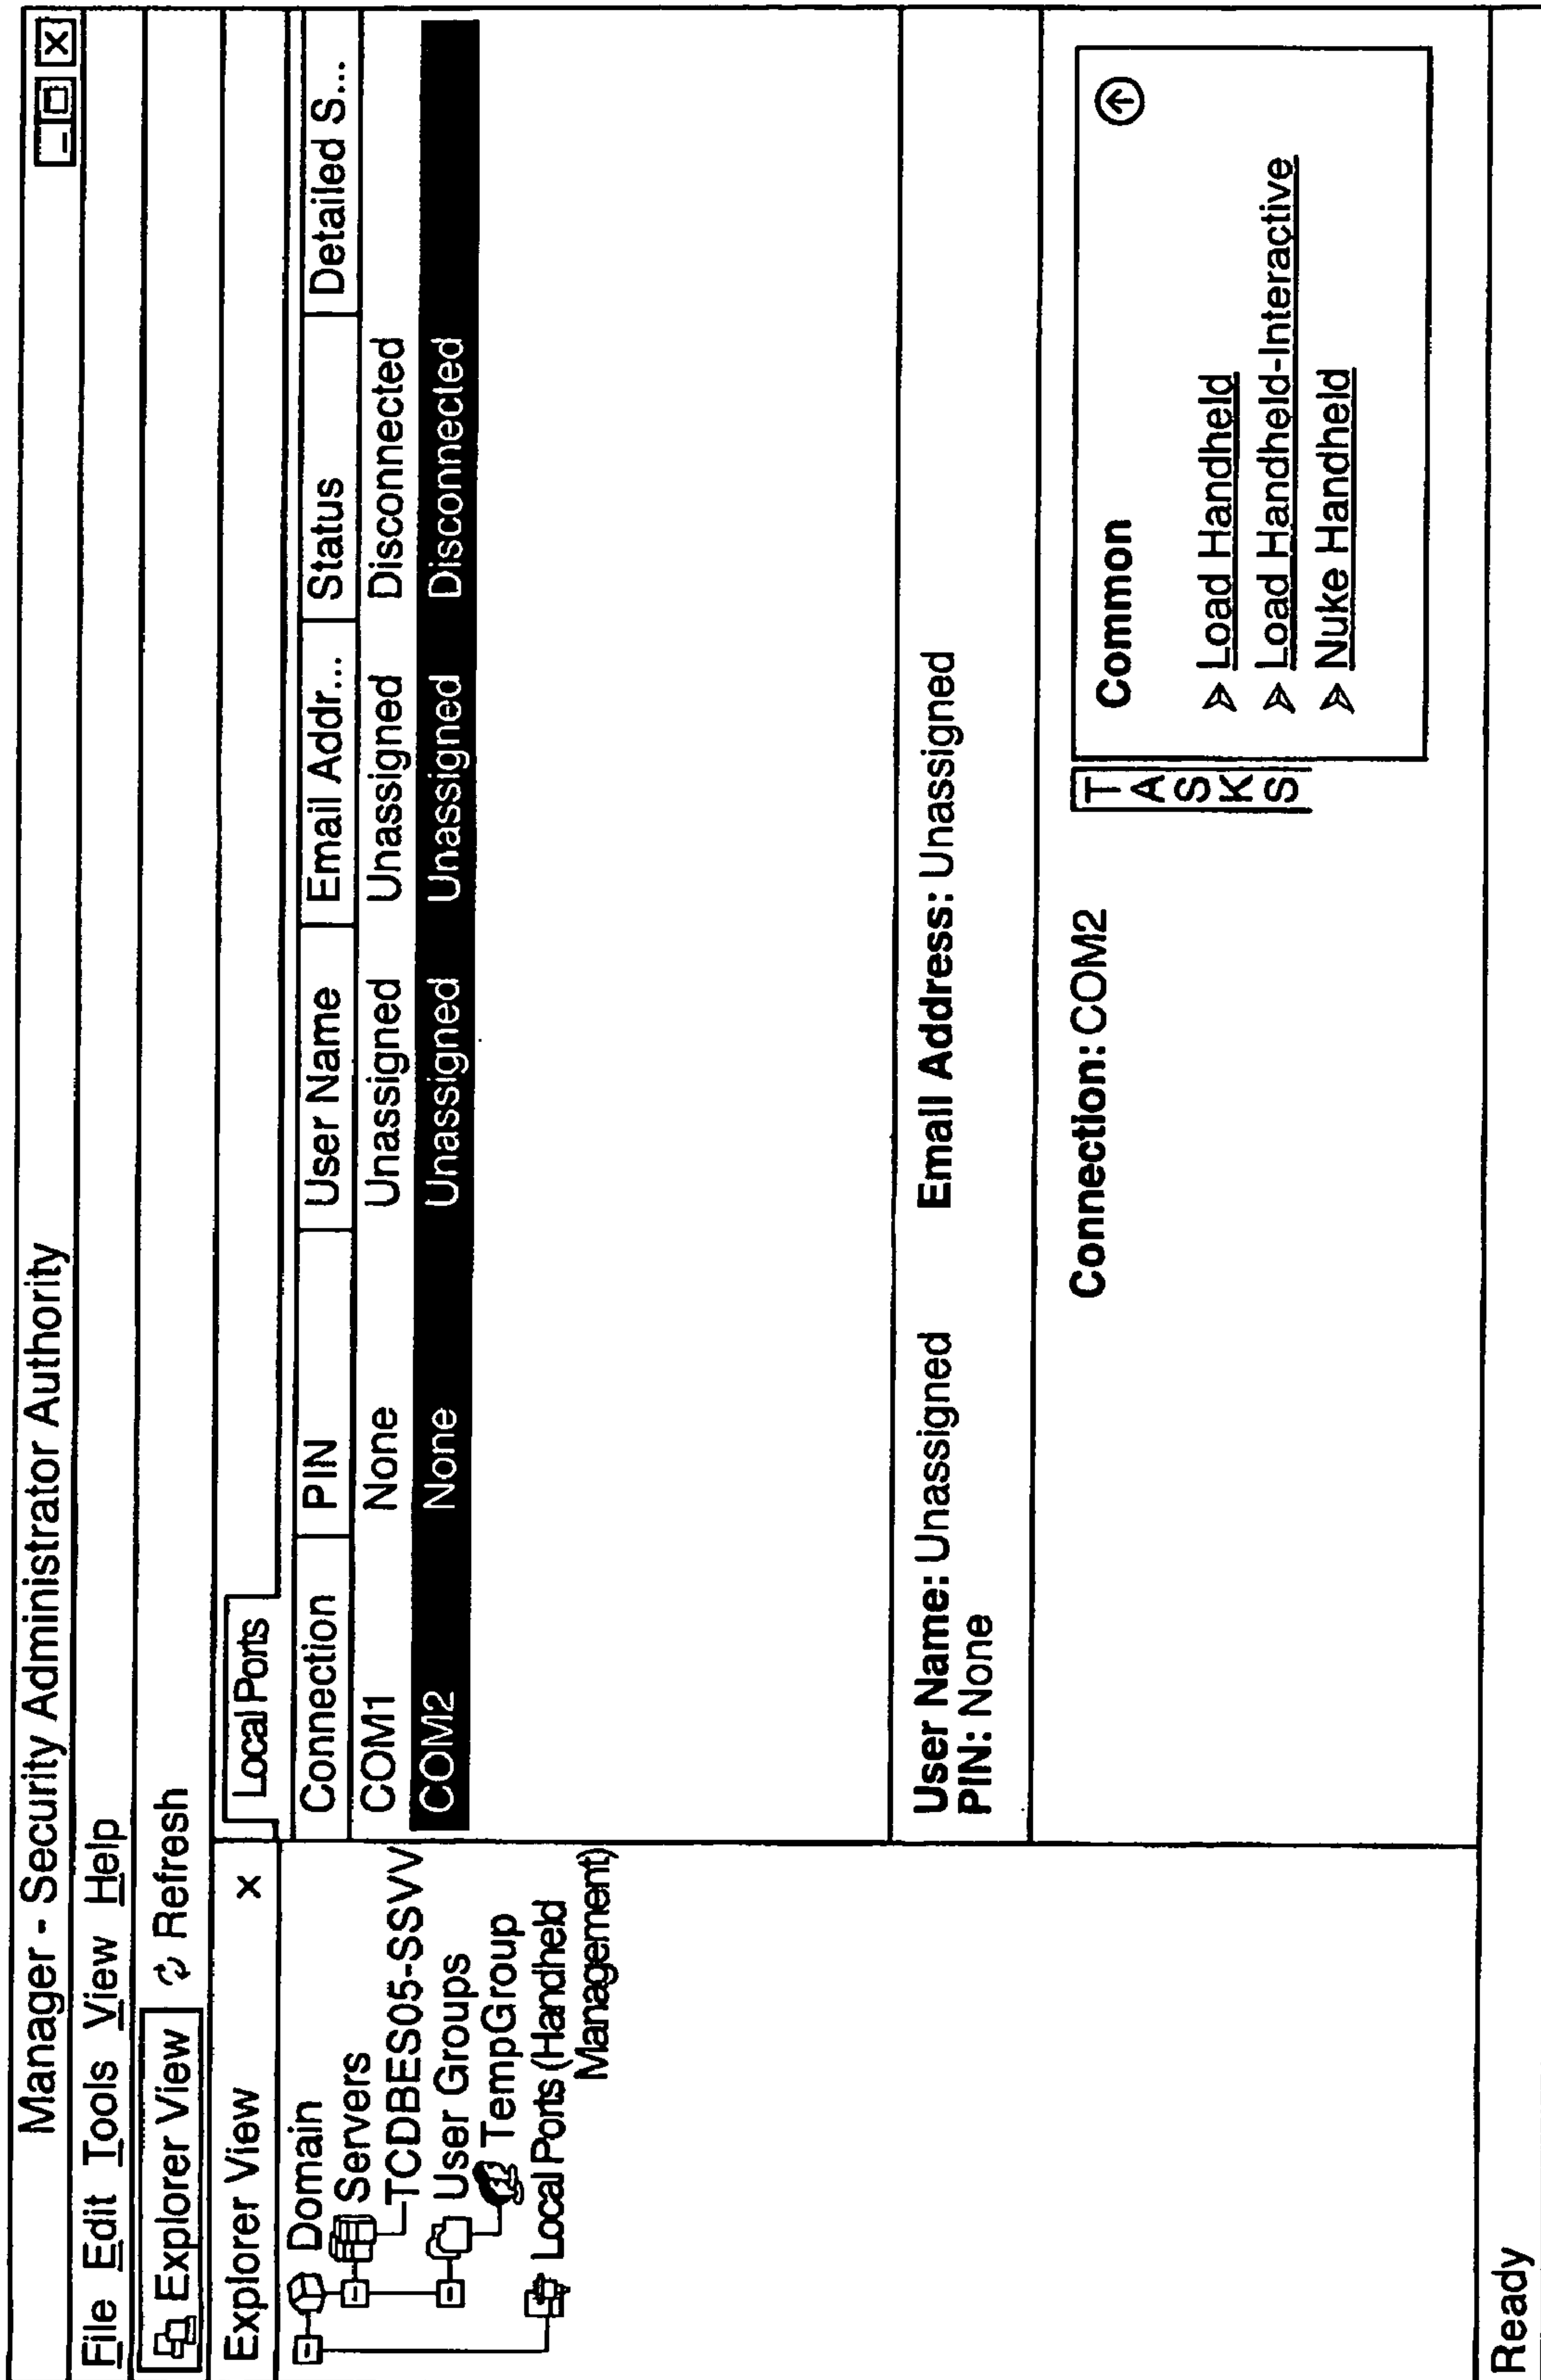 Manager - Security Administrator Authority
File Edit Tools View Help
Explorer View Refresh
Explorer View x
Domain
Servers
TCDBES05-SSVV
User Groups
TempGroup
Local Ports (Handheld
Management)
Local Ports
Connection PIN User Name Email Addr... Status Detailed S...
COM1 None Unassigned Unassigned Disconnected
COM2 None Unassigned Unassigned Disconnected
User Name: Unassigned Email Address: Unassigned
PIN: None
Connection: COM2
TASKS
Common
Load Handheld
Load Handheld-Interactive
Nuke Handheld
Ready